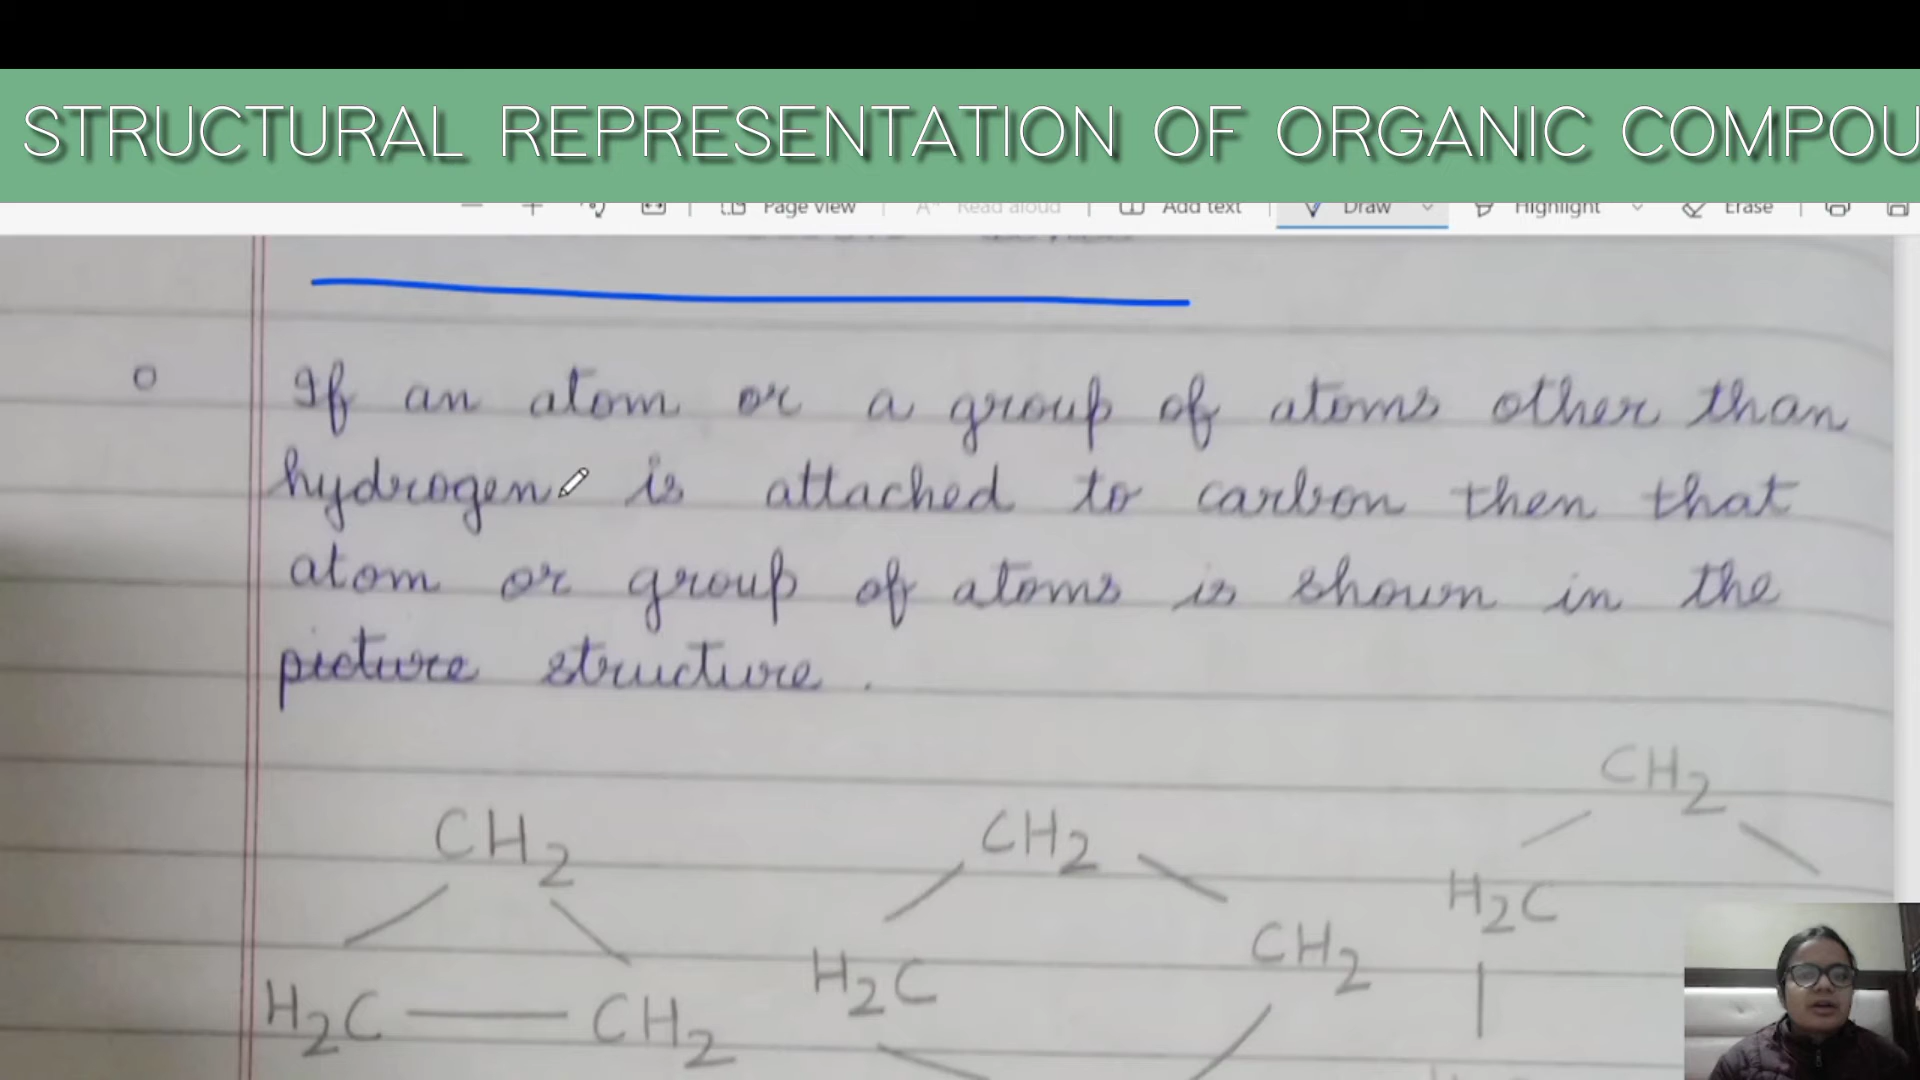 STRUCTURAL REPRESENTATION OF ORGANIC COMPOU
Page view Read aloud Add text Draw Highlight Erase
If an atom or a group of atoms other than
hydrogen is attached to carbon then that
atom or group of atoms is shown in the
picture structure.
CH2
CH2
CH2
H2C
CH2
H2C
H2C
CH2